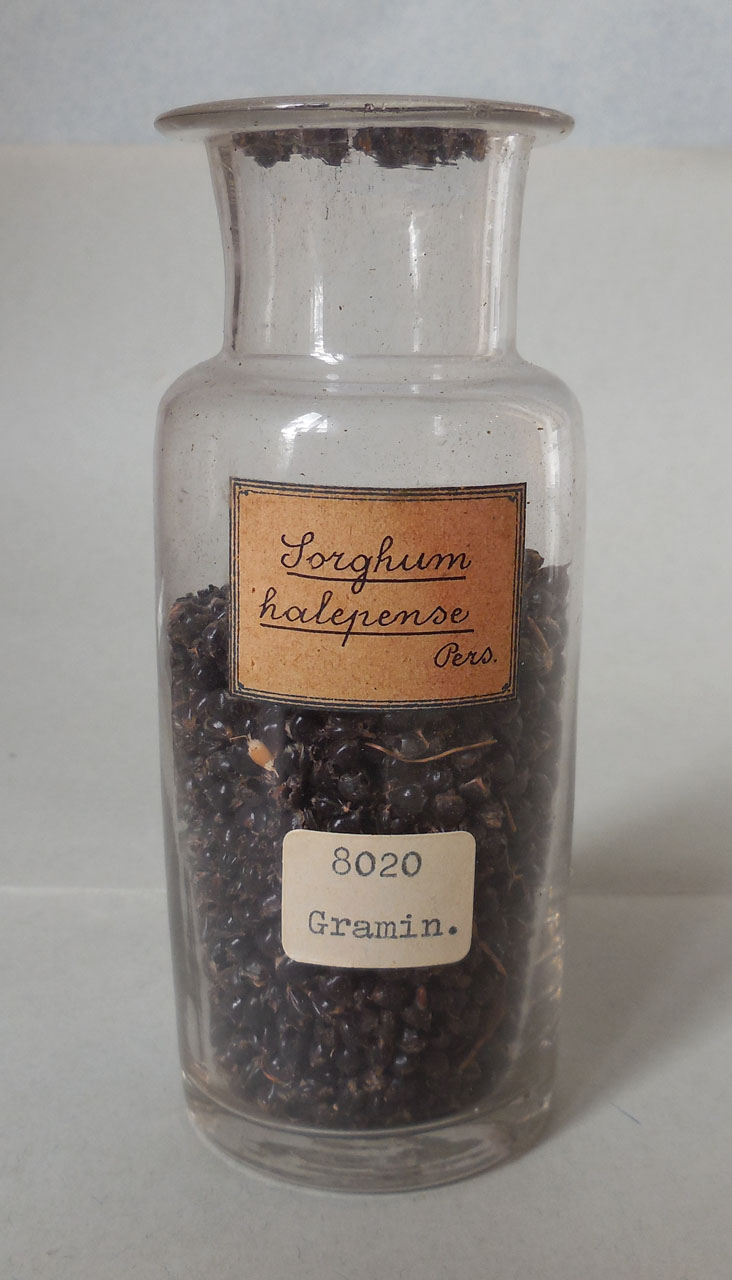 Sorghum
halepense
Pers.
8020
Gramin.